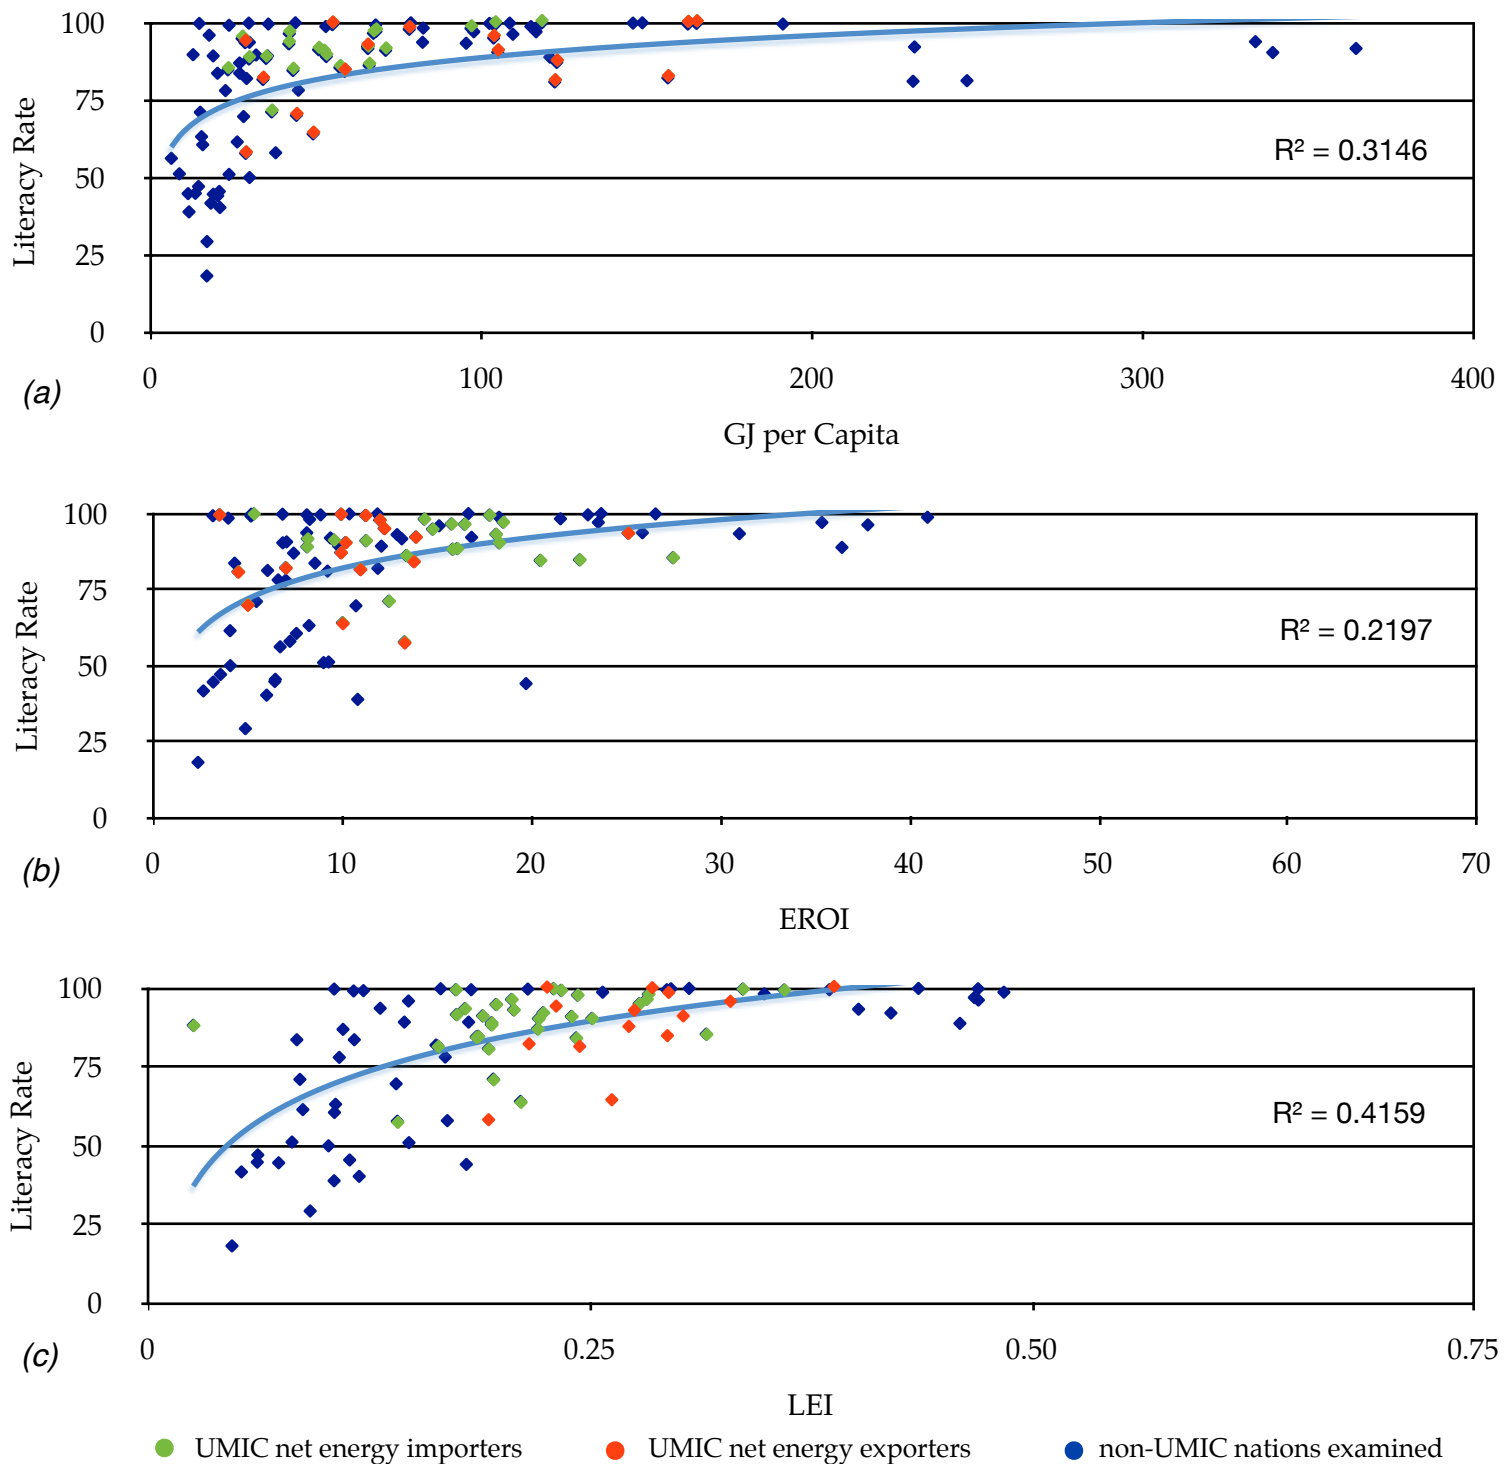 100
75
50
25
0
Literacy Rate
R² = 0.3146
0 100 200 300 400
(a)
GJ per Capita
100
75
50
25
0
Literacy Rate
R² = 0.2197
0 10 20 30 40 50 60 70
(b)
EROI
100
75
50
25
0
Literacy Rate
R² = 0.4159
0 0.25 0.50 0.75
(c)
LEI
UMIC net energy importers UMIC net energy exporters non-UMIC nations examined